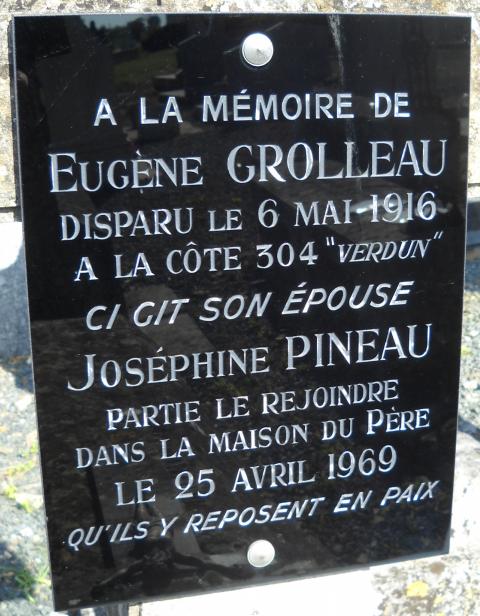 A LA MÉMOIRE DE
EUGÈNE GROLLEAU
DISPARU LE 6 MAI 1916
A LA CÔTE 304 "VERDUN"
CI GIT SON ÉPOUSE
JOSÉPHINE PINEAU
PARTIE LE REJOINDRE
DANS LA MAISON DU PÈRE
LE 25 AVRIL 1969
QU'ILS Y REPOSENT EN PAIX